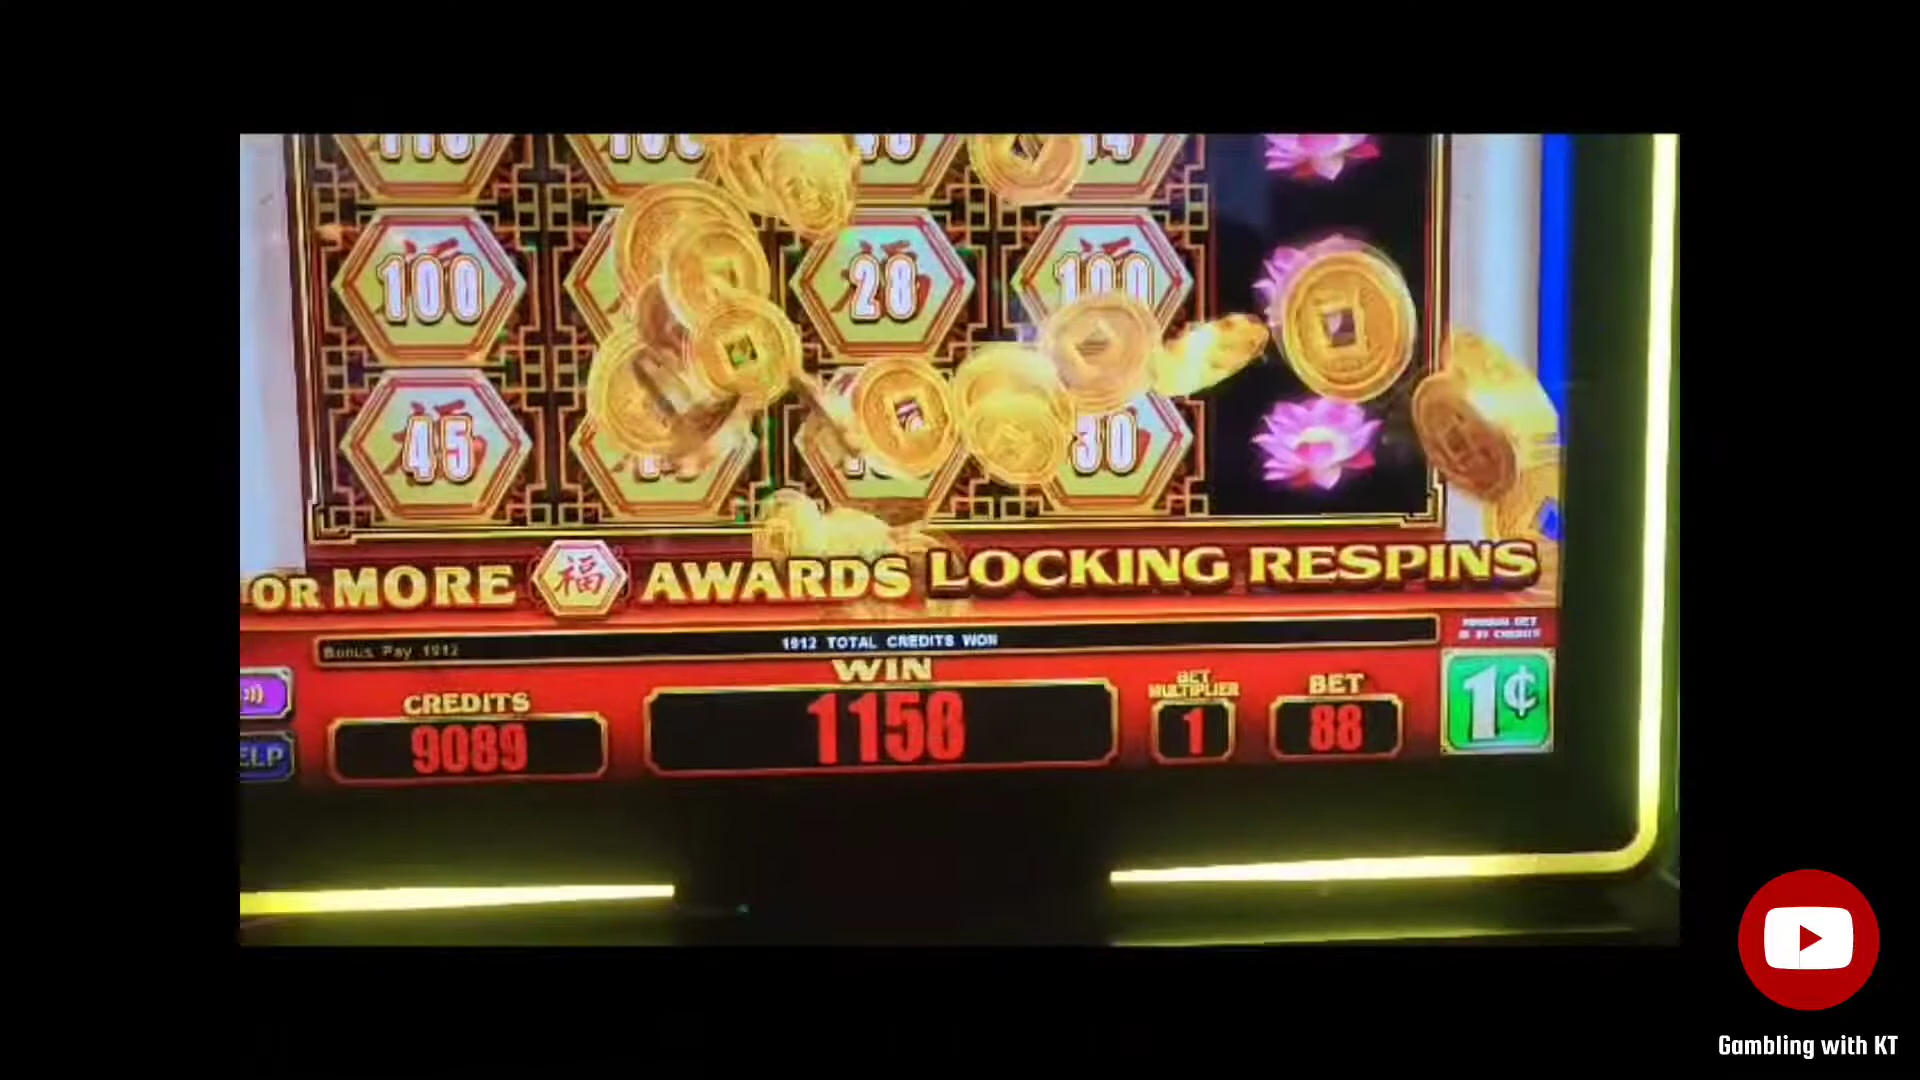 100
28
100
45
30
OR MORE 福 AWARDS LOCKING RESPINS
Bonus Pay 1912
1912 TOTAL CREDITS WON
CREDITS
9089
WIN
1158
BET MULTIPLIER
1
BET
88
1¢
ELP
Gambling with KT